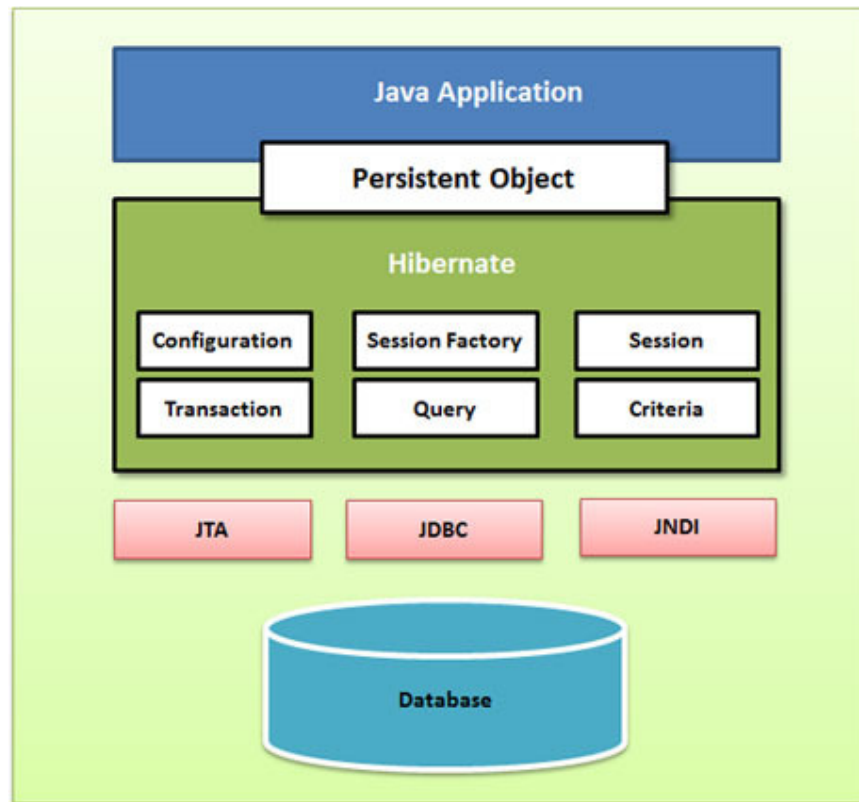 Java Application
Persistent Object
Hibernate
Configuration
Session Factory
Session
Transaction
Query
Criteria
JTA
JDBC
JNDI
Database